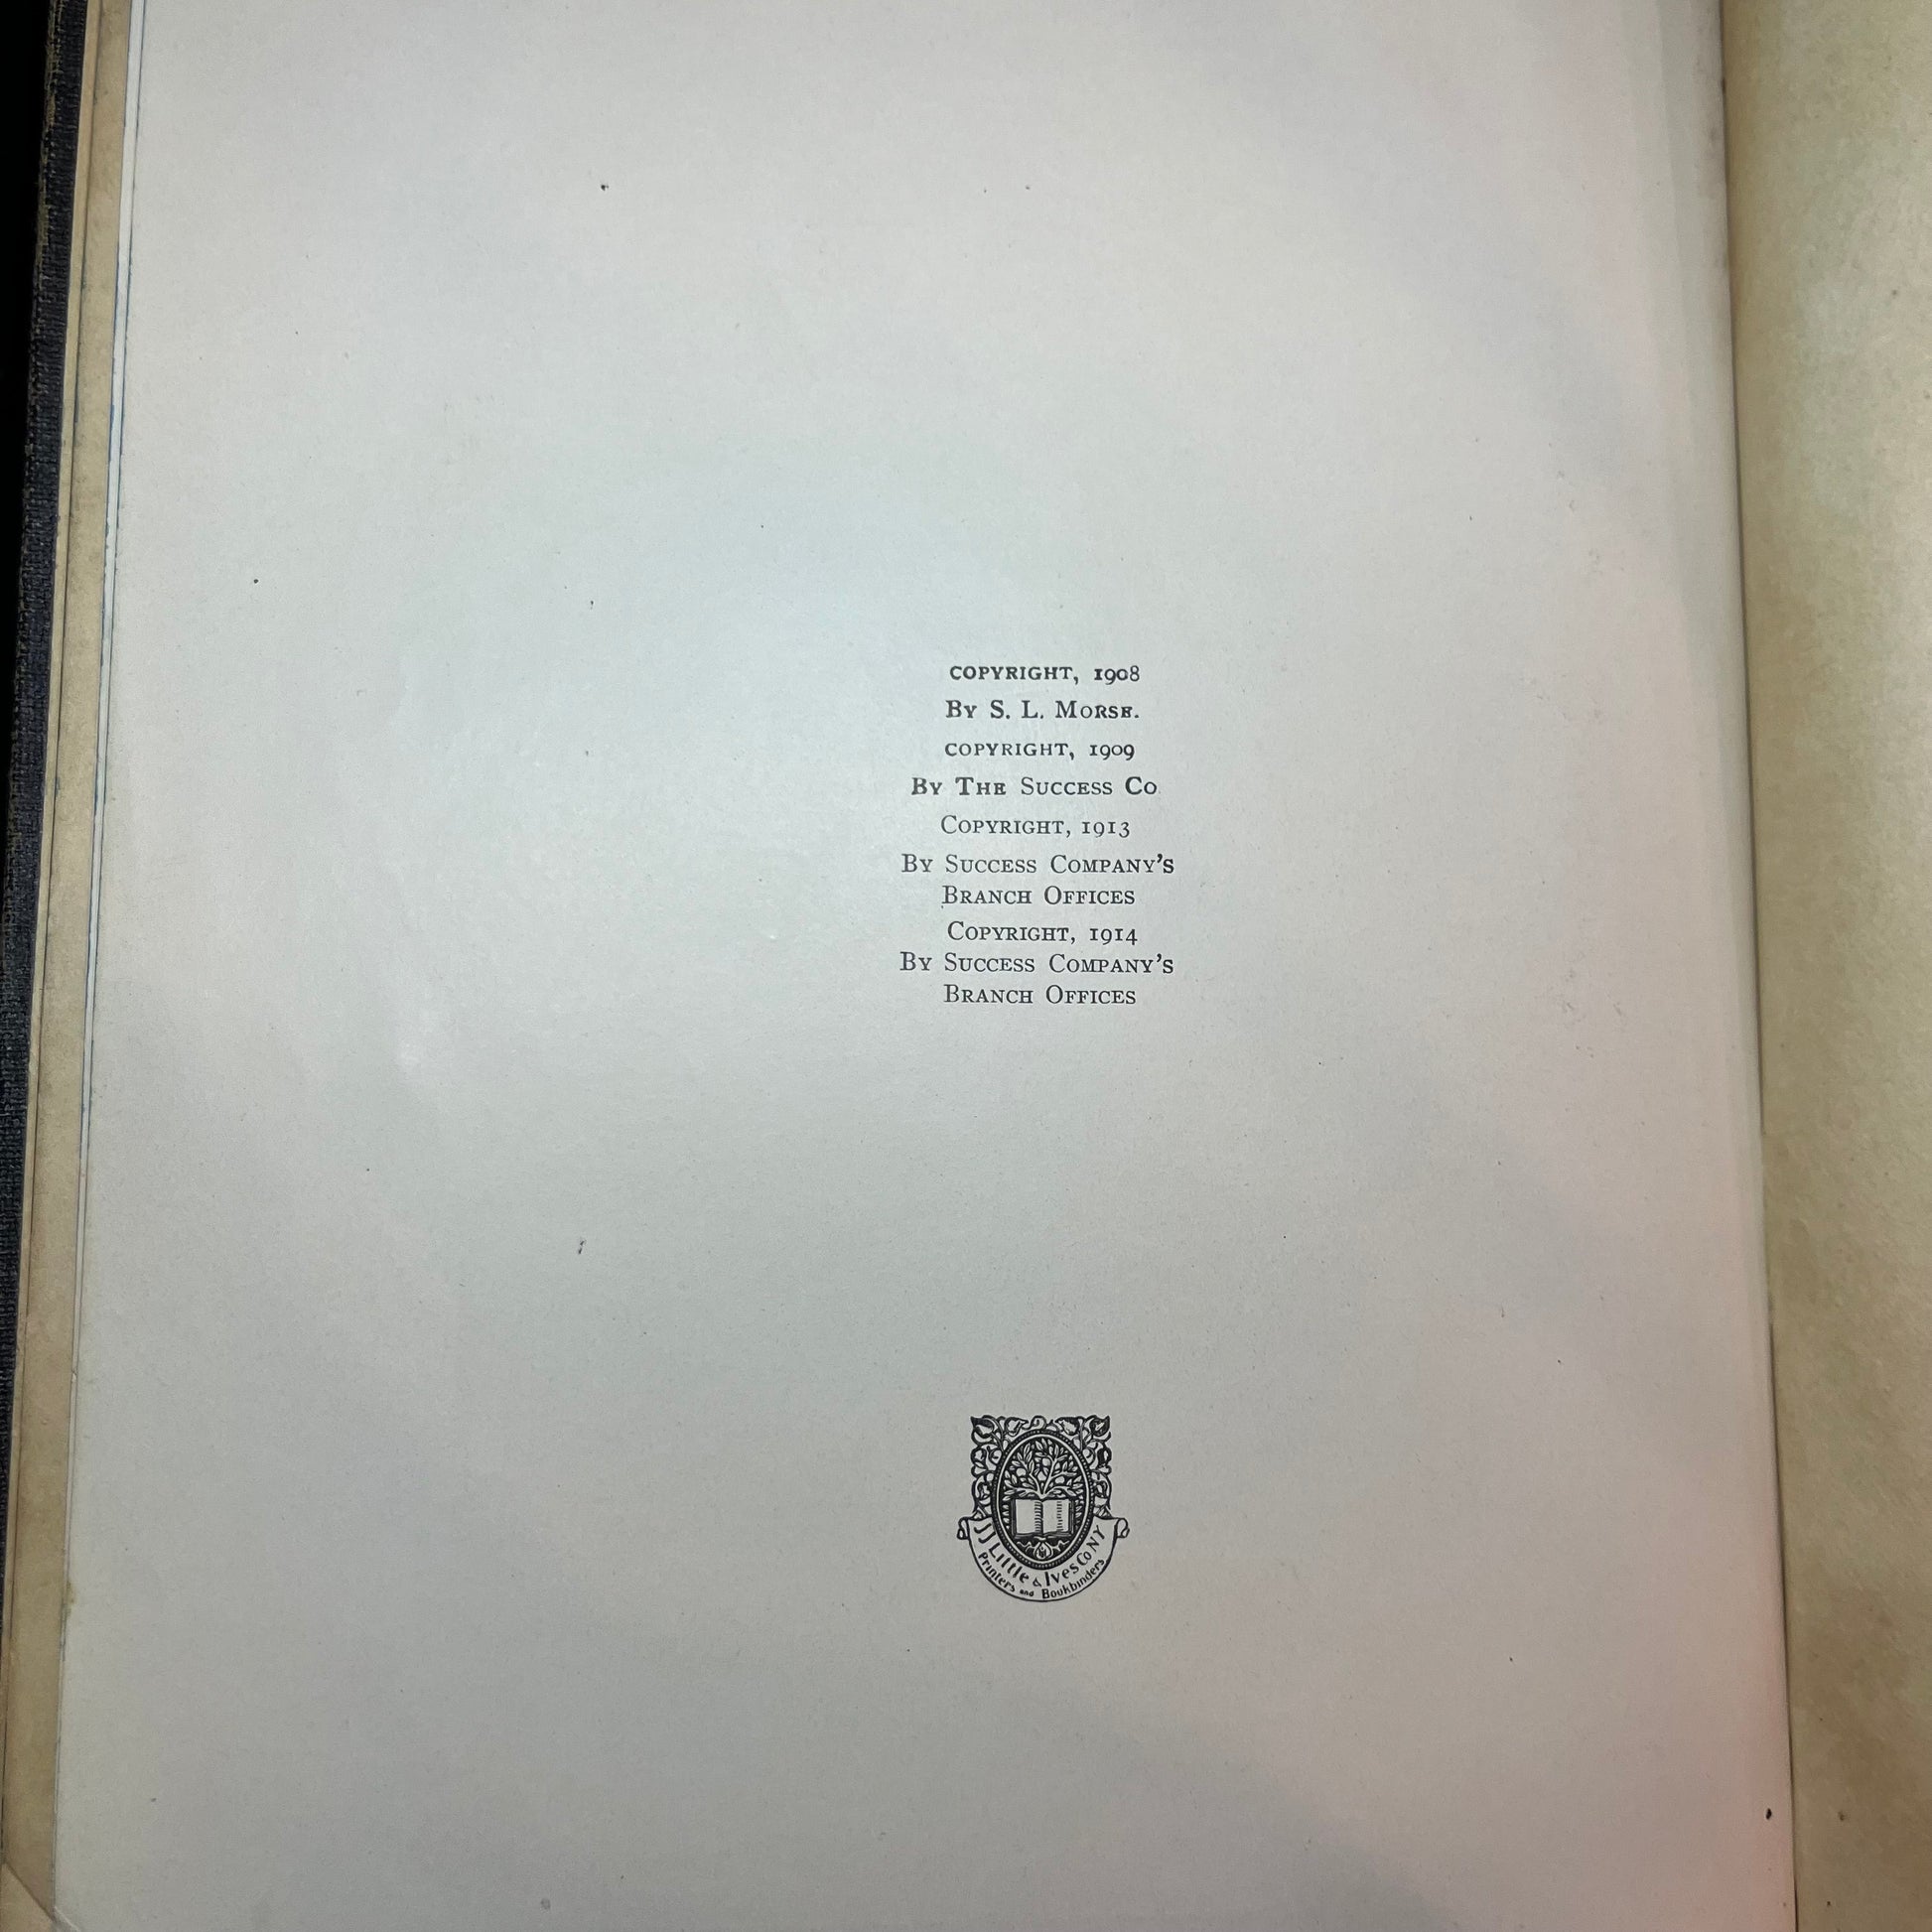 COPYRIGHT, 1908
BY S. L. MORSE.
COPYRIGHT, 1909
BY THE SUCCESS CO
COPYRIGHT, 1913
BY SUCCESS COMPANY'S
BRANCH OFFICES
COPYRIGHT, 1914
BY SUCCESS COMPANY'S
BRANCH OFFICES
J J Little & Ives Co NY
Printers and Bookbinders